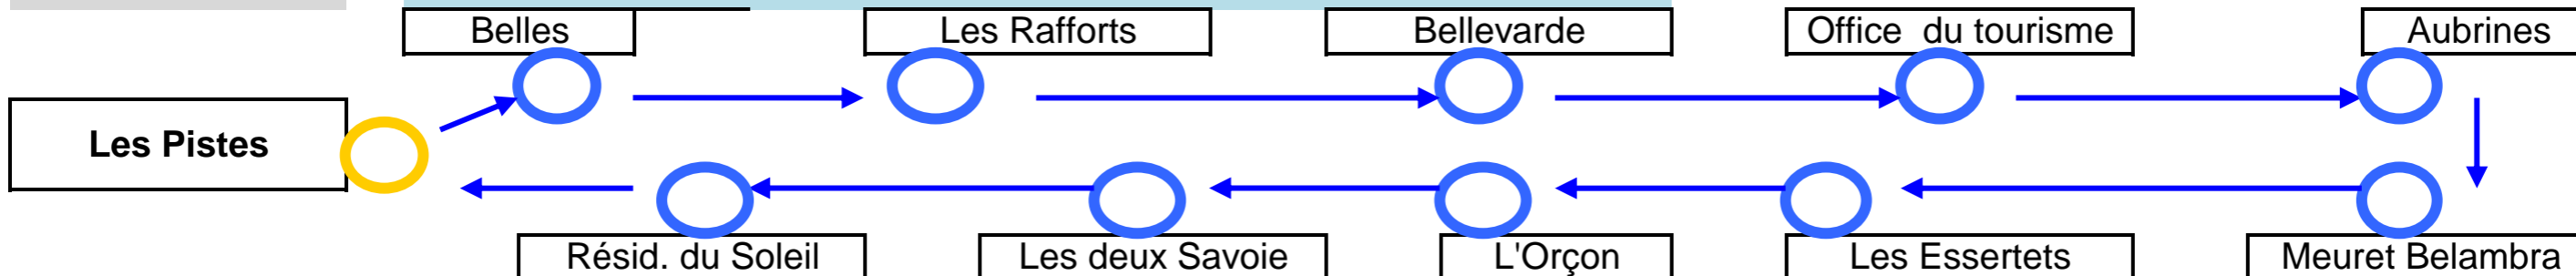 Belles
Les Rafforts
Bellevarde
Office du tourisme
Aubrines
Les Pistes
Résid. du Soleil
Les deux Savoie
L'Orçon
Les Essertets
Meuret Belambra